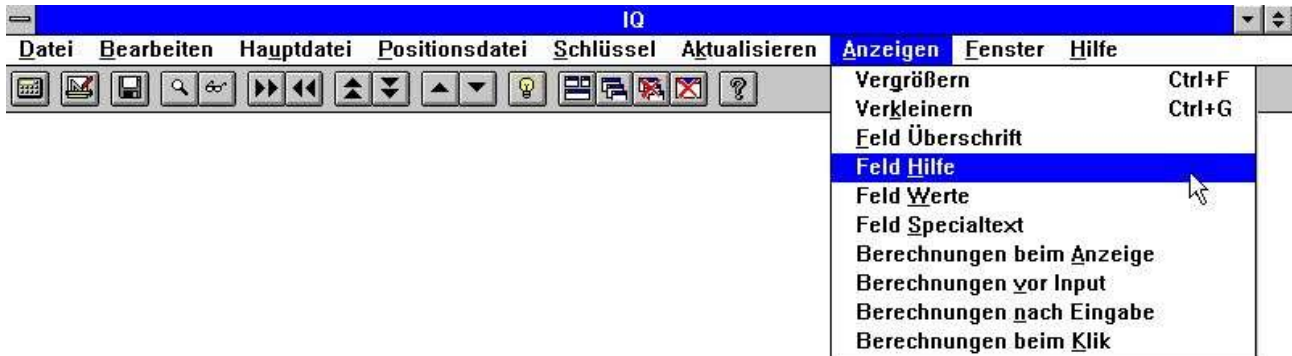 IQ
Datei Bearbeiten Hauptdatei Positionsdatei Schlüssel Aktualisieren Anzeigen Fenster Hilfe
Vergrößern Ctrl+F
Verkleinern Ctrl+G
Feld Überschrift
Feld Hilfe
Feld Werte
Feld Specialtext
Berechnungen beim Anzeige
Berechnungen vor Input
Berechnungen nach Eingabe
Berechnungen beim Klik